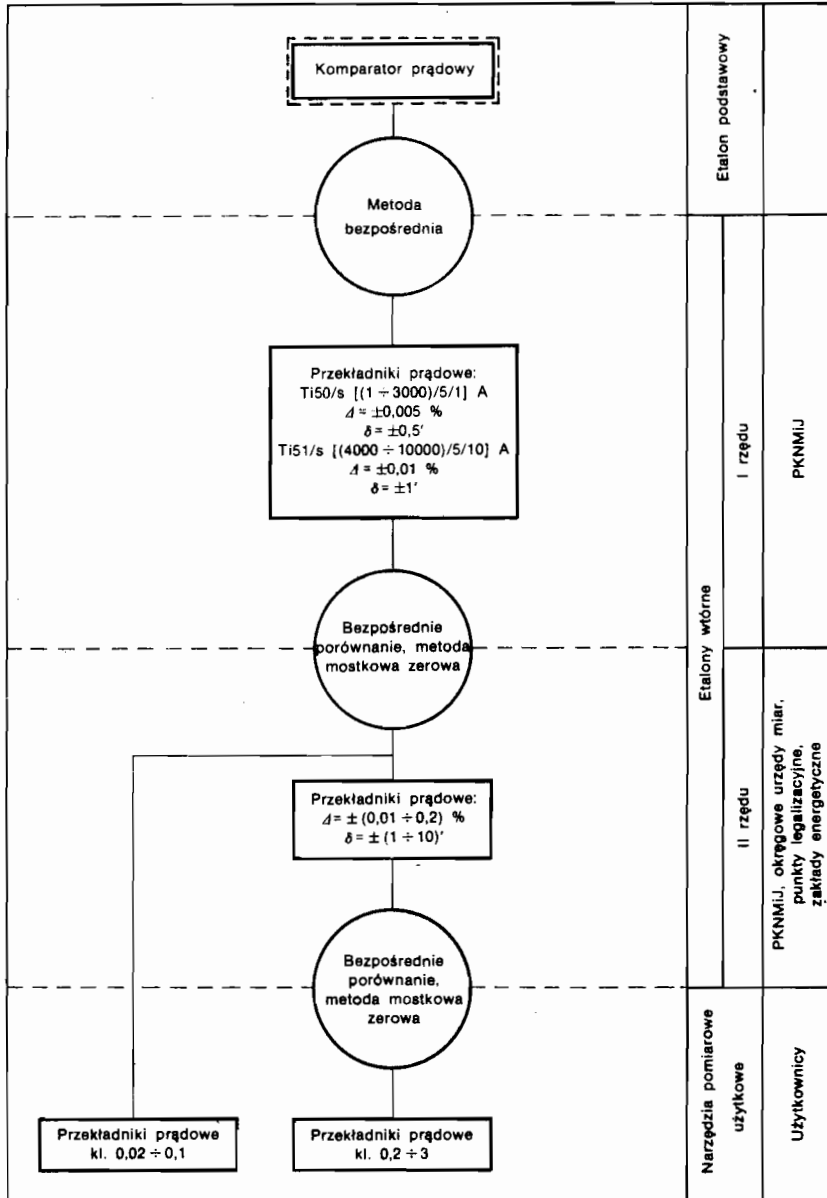 Komparator prądowy
Metoda
bezpośrednia
Przekładniki prądowe:
Ti50/s [(1 ÷ 3000)/5/1] A
Δ = ±0,005 %
δ = ±0,5′
Ti51/s [(4000 ÷ 10000)/5/10] A
Δ = ±0,01 %
δ = ±1′
Bezpośrednie
porównanie, metoda
mostkowa zerowa
Przekładniki prądowe:
Δ = ± (0,01 ÷ 0,2) %
δ = ± (1 ÷ 10)′
Bezpośrednie
porównanie,
metoda mostkowa
zerowa
Przekładniki prądowe
kl. 0,02 ÷ 0,1
Przekładniki prądowe
kl. 0,2 ÷ 3
Etalon podstawowy
Etalony wtórne
I rzędu
PKNMiJ
II rzędu
PKNMiJ, okręgowe urzędy miar,
punkty legalizacyjne,
zakłady energetyczne
Narzędzia pomiarowe
użytkowe
Użytkownicy